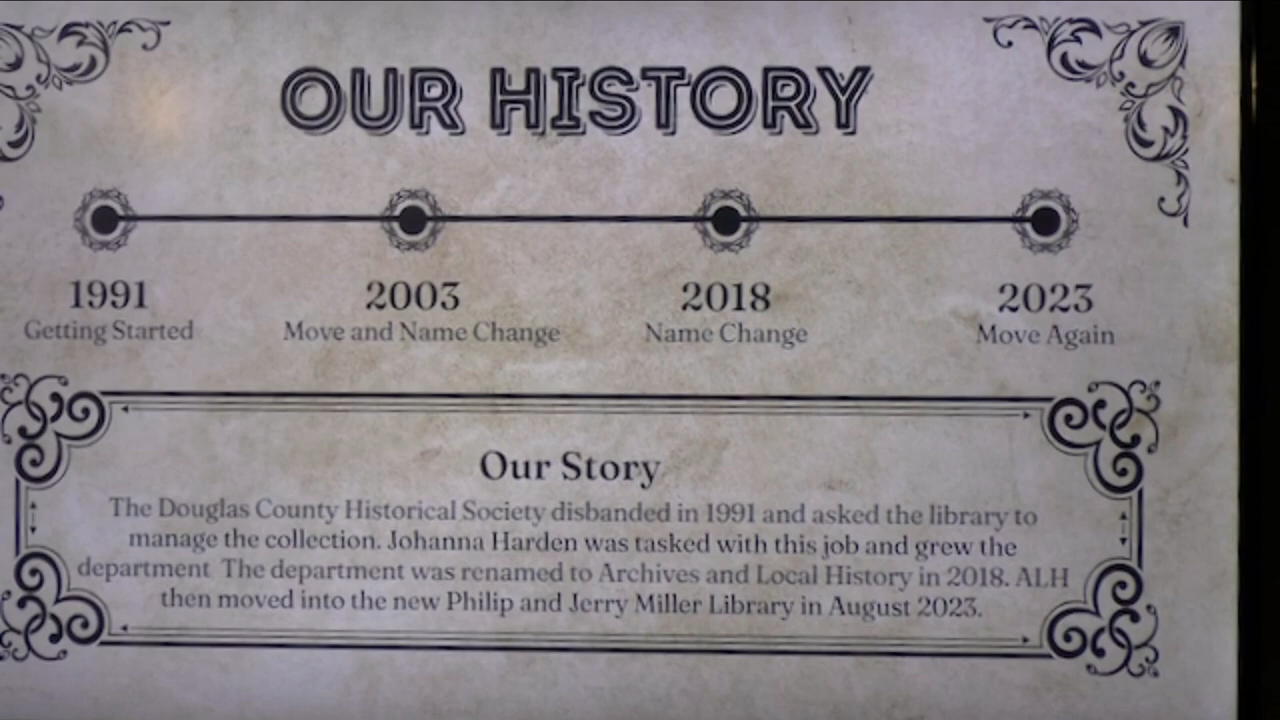 OUR HISTORY
1991
Getting Started
2003
Move and Name Change
2018
Name Change
2023
Move Again
Our Story
The Douglas County Historical Society disbanded in 1991 and asked the library to
manage the collection. Johanna Harden was tasked with this job and grew the
department The department was renamed to Archives and Local History in 2018. ALH
then moved into the new Philip and Jerry Miller Library in August 2023.